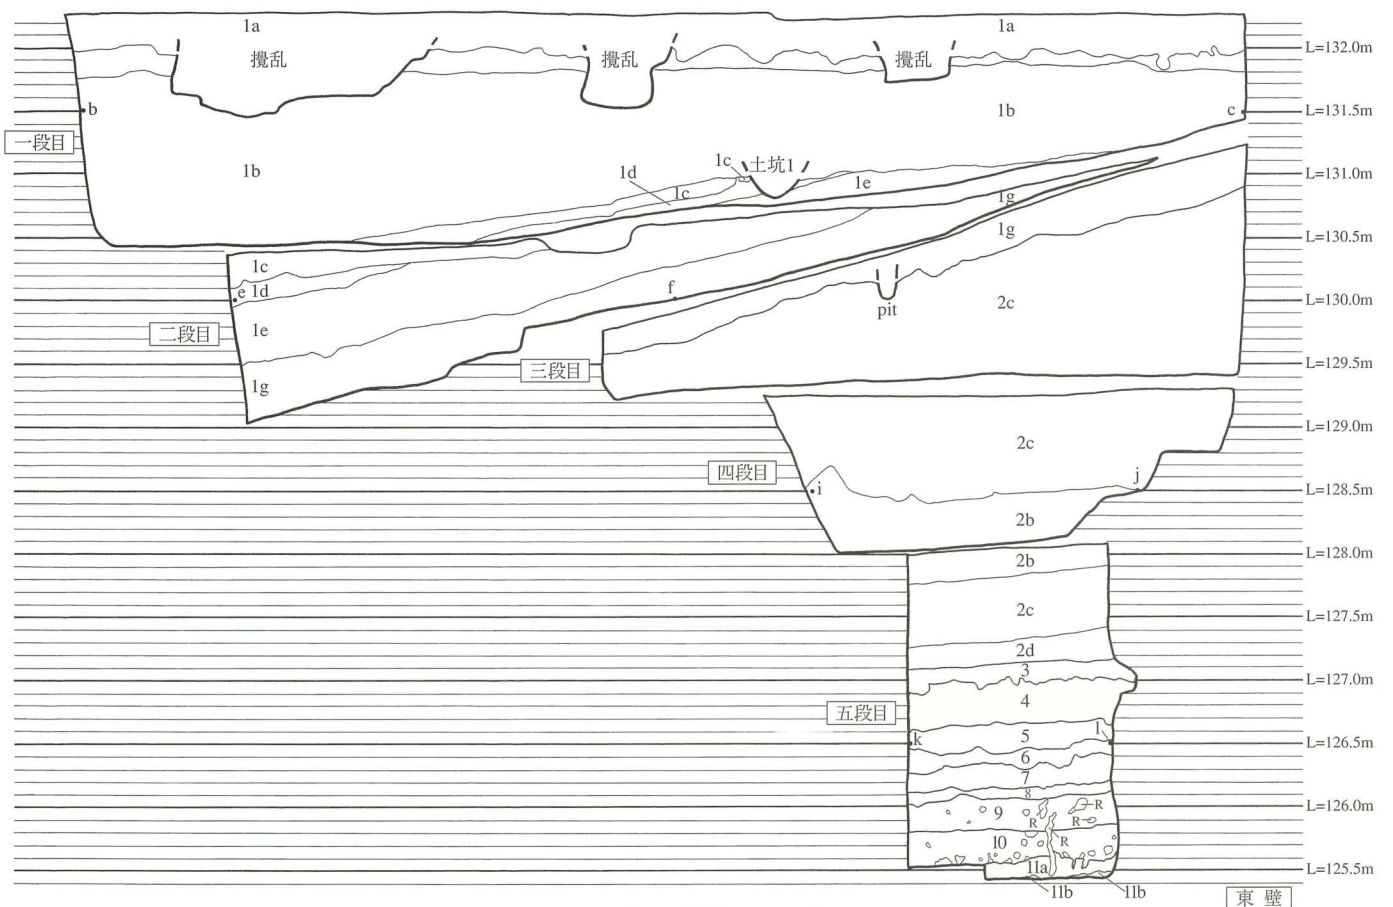 1a 1a
L=132.0m
攪乱 攪乱 攪乱
b 1b c L=131.5m
一段目
1b 1c 土坑1
1d 1c 1e L=131.0m
1g
1g L=130.5m
1c
e 1d f pit 2c L=130.0m
二段目 1e
三段目 L=129.5m
1g
L=129.0m
2c
四段目 i j L=128.5m
2b
L=128.0m
2b
2c L=127.5m
2d
3 L=127.0m
4
五段目
k 5 l L=126.5m
6
7
8
9 R R R L=126.0m
10 R
11a L=125.5m
11b 11b
東壁